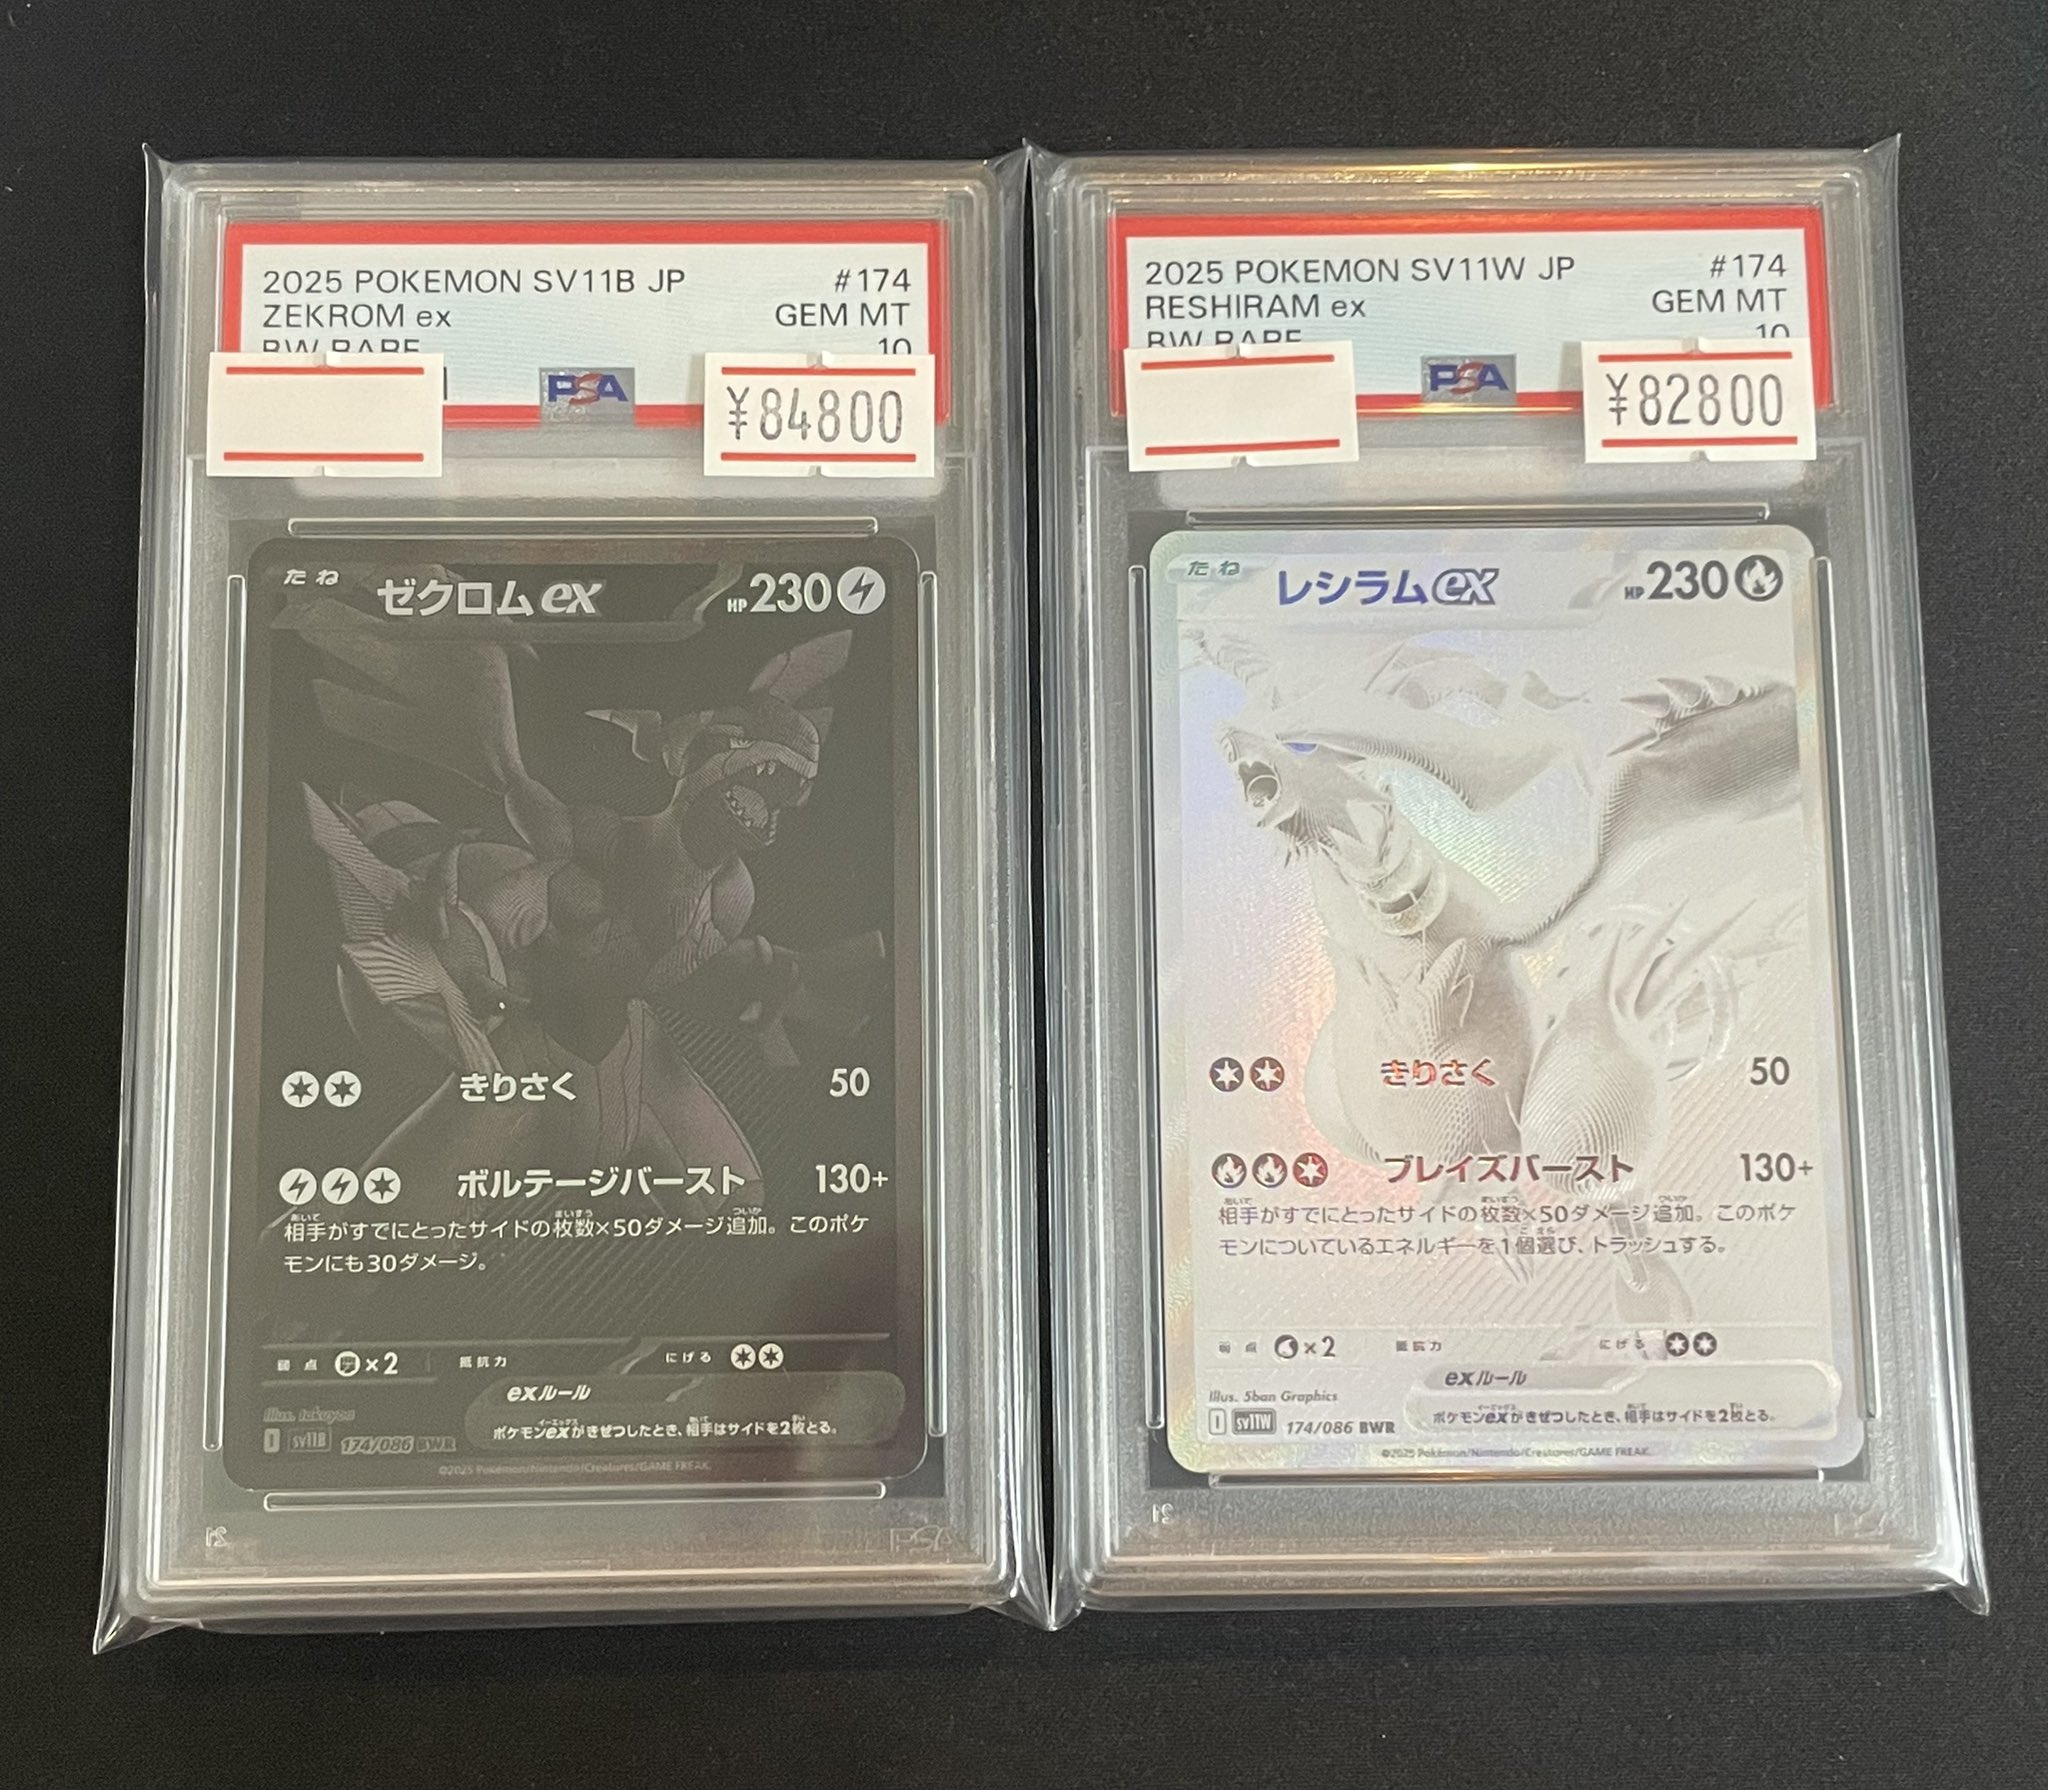 2025 POKEMON SV11B JP #174
ZEKROM ex GEM MT
BW RARE 10
PSA
¥84800
たね ゼクロムex HP230
きりさく 50
ボルテージバースト 130+
相手がすでにとったサイドの枚数×50ダメージ追加。このポケ
モンにも30ダメージ。
弱点 ×2 抵抗力 にげる
exルール
ポケモンexがきぜつしたとき、相手はサイドを2枚とる。
Illus. takuyoa
I sv11B 174/086 BWR
©2025 Pokémon/Nintendo/Creatures/GAME FREAK.
21
PSA
2025 POKEMON SV11W JP #174
RESHIRAM ex GEM MT
BW RARE 10
PSA
¥82800
たね レシラムex HP230
きりさく 50
ブレイズバースト 130+
相手がすでにとったサイドの枚数×50ダメージ追加。このポケ
モンについているエネルギーを1個選び、トラッシュする。
弱点 ×2 抵抗力 にげる
exルール
ポケモンexがきぜつしたとき、相手はサイドを2枚とる。
Illus. 5ban Graphics
I sv11W 174/086 BWR
©2025 Pokémon/Nintendo/Creatures/GAME FREAK.
21